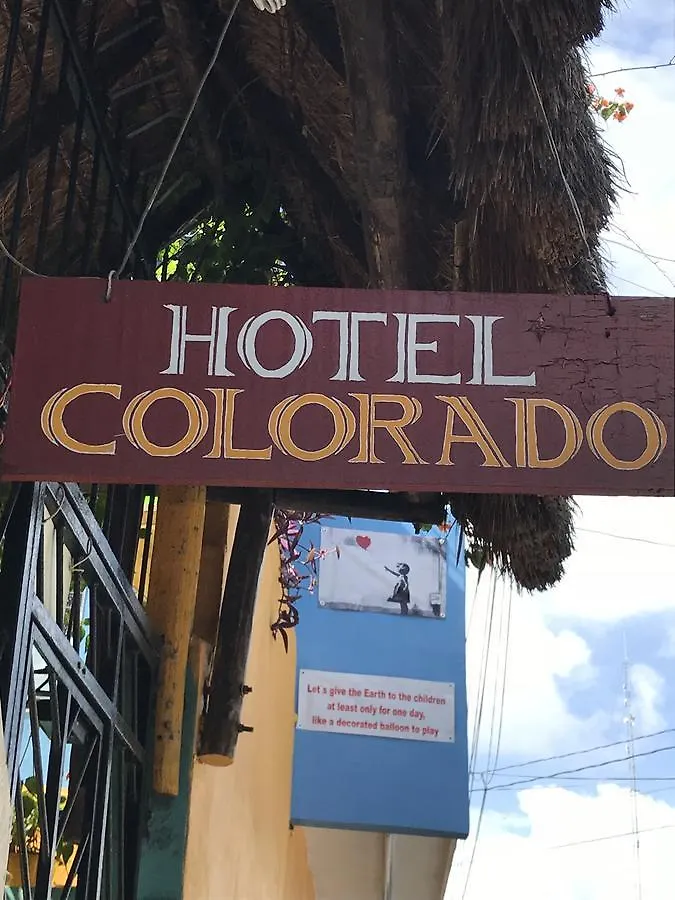 HOTEL
COLORADO
Let s give the Earth to the children
at least only for one day,
like a decorated balloon to play